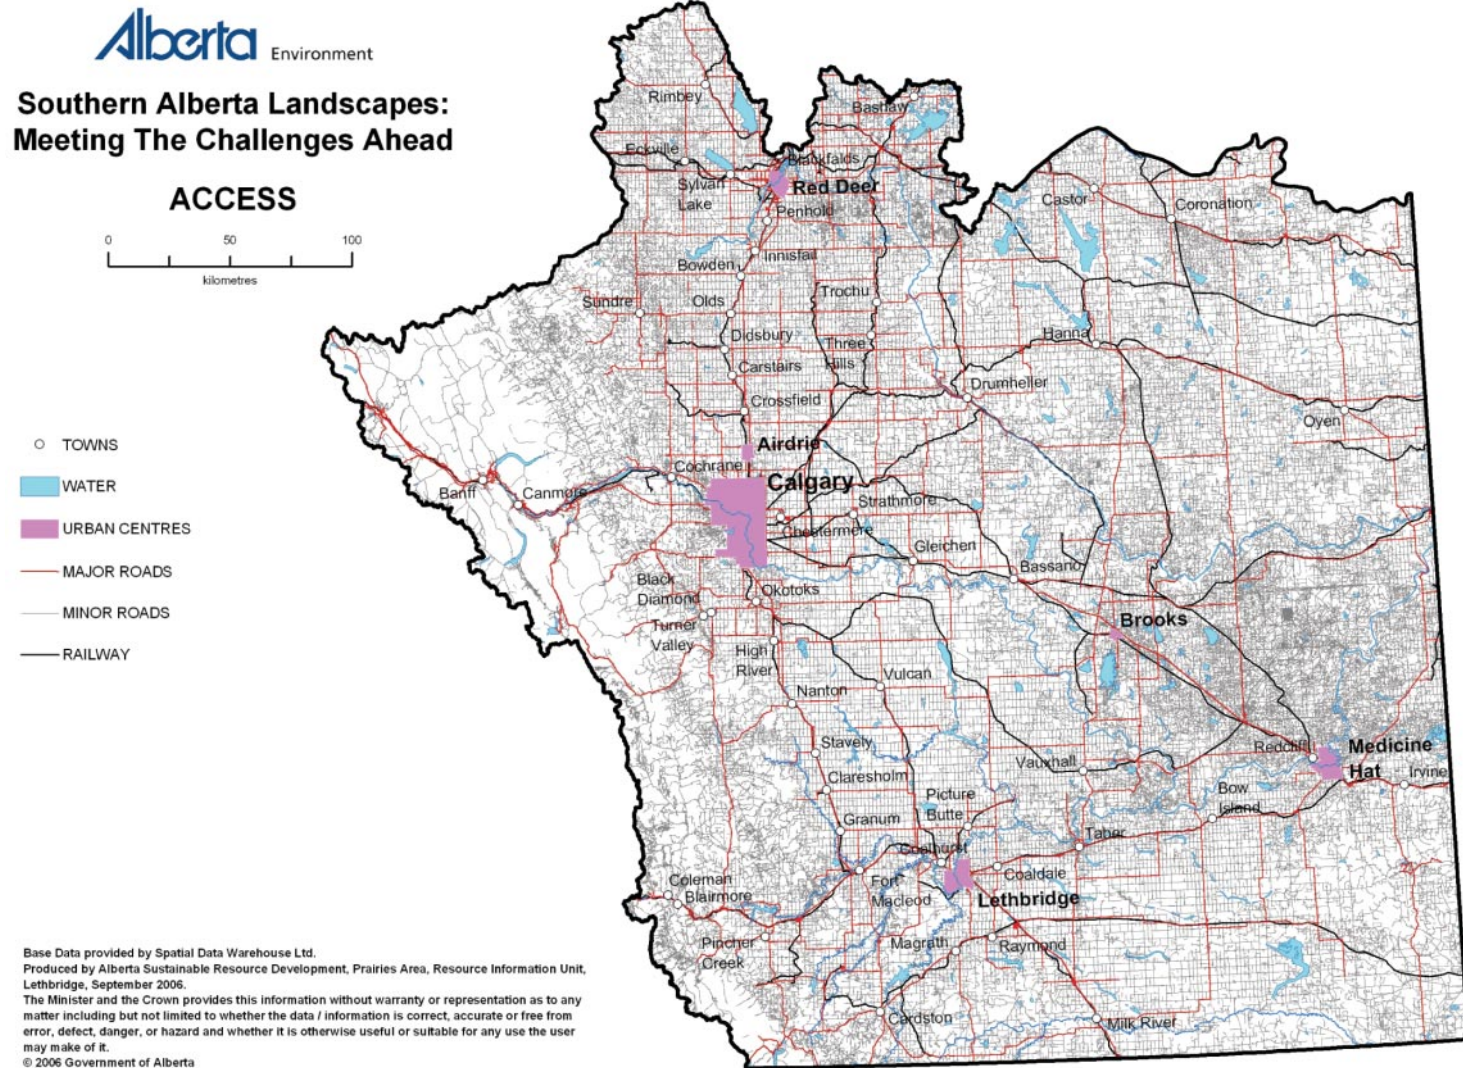 Alberta Environment
Southern Alberta Landscapes:
Meeting The Challenges Ahead
ACCESS
0 50 100
kilometres
TOWNS
WATER
URBAN CENTRES
MAJOR ROADS
MINOR ROADS
RAILWAY
Rimbey
Bashaw
Eckville
Blackfalds
Sylvan
Lake
Red Deer
Penhold
Castor
Coronation
Innisfail
Bowden
Sundre
Olds
Trochu
Didsbury
Three
Hills
Hanna
Carstairs
Drumheller
Crossfield
Oyen
Airdrie
Cochrane
Calgary
Banff
Canmore
Strathmore
Chestermere
Gleichen
Bassano
Black
Diamond
Okotoks
Turner
Valley
Brooks
High
River
Vulcan
Nanton
Stavely
Redcliff
Medicine
Hat
Irvine
Vauxhall
Claresholm
Bow
Island
Picture
Butte
Granum
Taber
Coalhurst
Coleman
Blairmore
Fort
Macleod
Coaldale
Lethbridge
Pincher
Creek
Magrath
Raymond
Cardston
Milk River
Base Data provided by Spatial Data Warehouse Ltd.
Produced by Alberta Sustainable Resource Development, Prairies Area, Resource Information Unit,
Lethbridge, September 2006.
The Minister and the Crown provides this information without warranty or representation as to any
matter including but not limited to whether the data / information is correct, accurate or free from
error, defect, danger, or hazard and whether it is otherwise useful or suitable for any use the user
may make of it.
© 2006 Government of Alberta